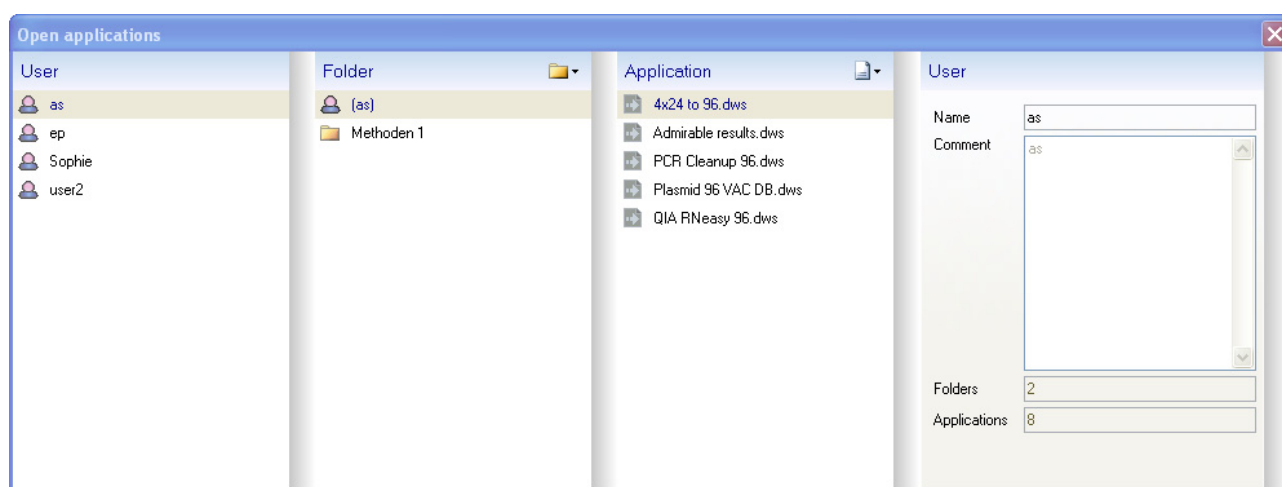 Open applications
User
as
ep
Sophie
user2
Folder
(as)
Methoden 1
Application
4x24 to 96.dws
Admirable results.dws
PCR Cleanup 96.dws
Plasmid 96 VAC DB.dws
QIA RNeasy 96.dws
User
Name as
Comment as
Folders 2
Applications 8